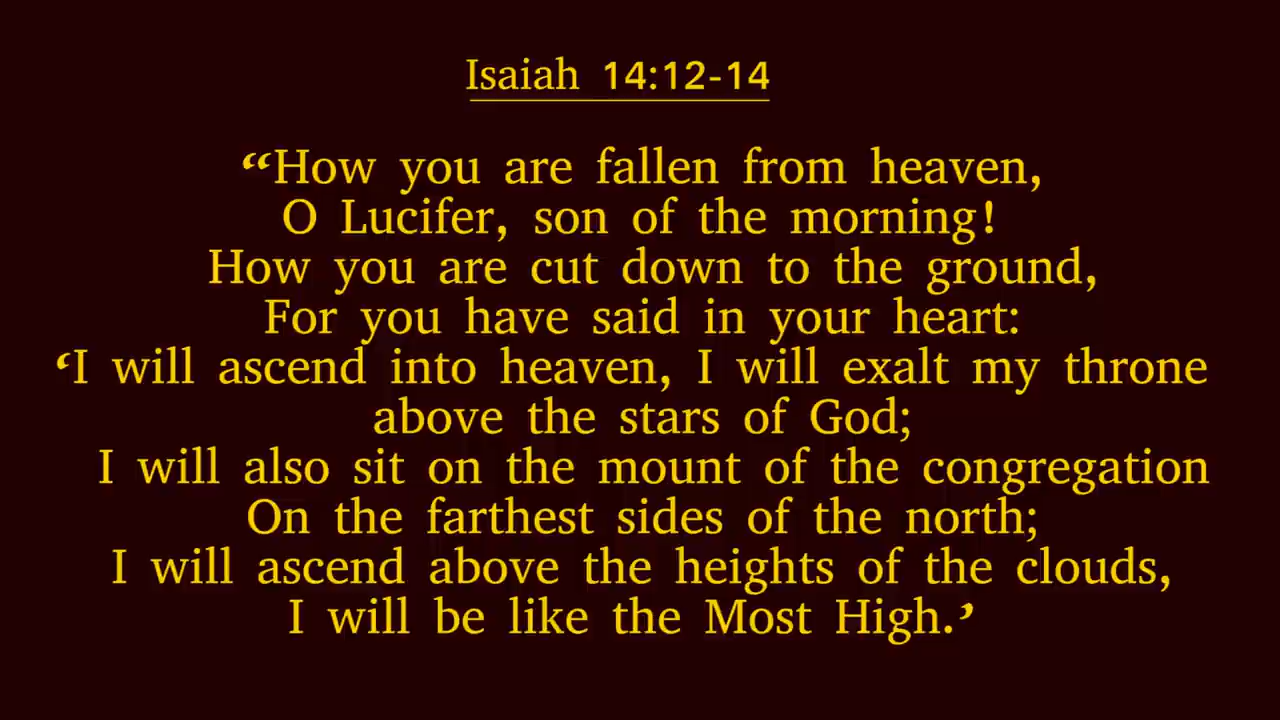 Isaiah 14:12-14
“How you are fallen from heaven,
O Lucifer, son of the morning!
How you are cut down to the ground,
For you have said in your heart:
‘I will ascend into heaven, I will exalt my throne
above the stars of God;
I will also sit on the mount of the congregation
On the farthest sides of the north;
I will ascend above the heights of the clouds,
I will be like the Most High.’